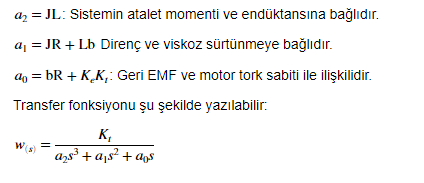 a₂ = JL: Sistemin atalet momenti ve endüktansına bağlıdır.
a₁ = JR + Lb Direnç ve viskoz sürtünmeye bağlıdır.
a₀ = bR + KₑKₜ: Geri EMF ve motor tork sabiti ile ilişkilidir.
Transfer fonksiyonu şu şekilde yazılabilir:
w₍ₛ₎ = Kₜ / (a₂s³ + a₁s² + a₀s)